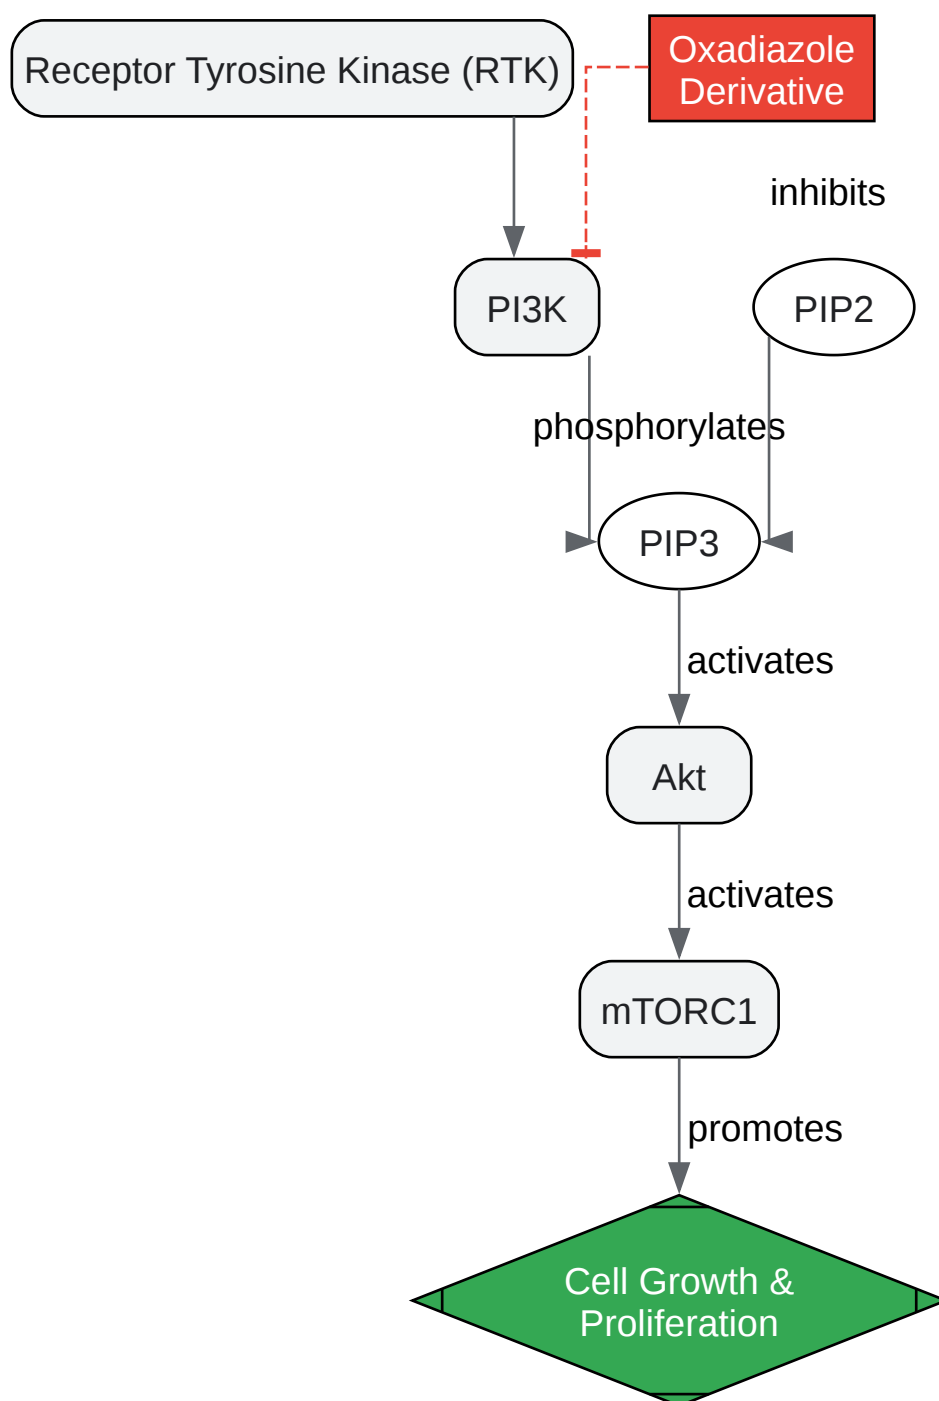 Receptor Tyrosine Kinase (RTK)
Oxadiazole
Derivative
inhibits
PI3K
PIP2
phosphorylates
PIP3
activates
Akt
activates
mTORC1
promotes
Cell Growth &
Proliferation